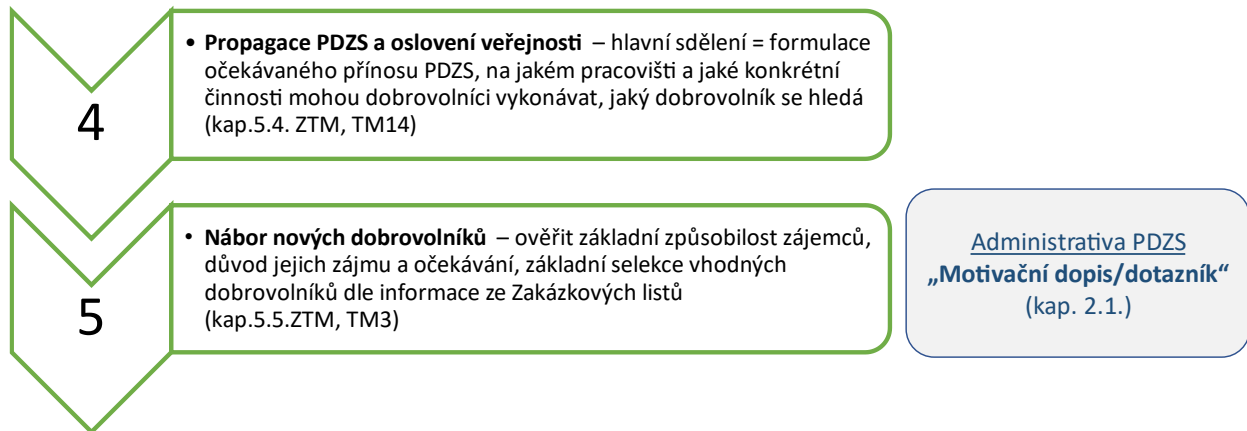 4
• Propagace PDZS a oslovení veřejnosti – hlavní sdělení = formulace
očekávaného přínosu PDZS, na jakém pracovišti a jaké konkrétní
činnosti mohou dobrovolníci vykonávat, jaký dobrovolník se hledá
(kap.5.4. ZTM, TM14)
5
• Nábor nových dobrovolníků – ověřit základní způsobilost zájemců,
důvod jejich zájmu a očekávání, základní selekce vhodných
dobrovolníků dle informace ze Zakázkových listů
(kap.5.5.ZTM, TM3)
Administrativa PDZS
„Motivační dopis/dotazník“
(kap. 2.1.)